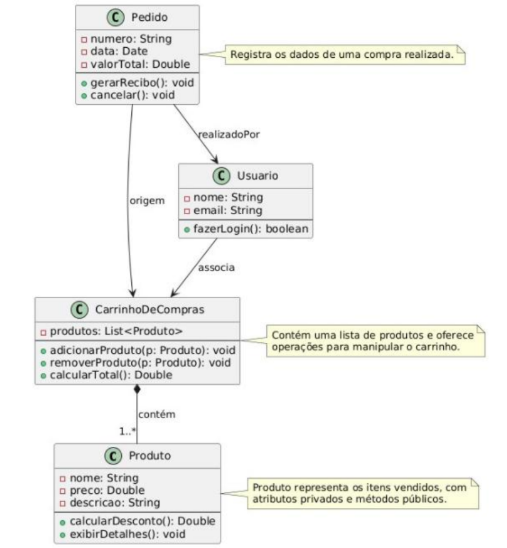 C Pedido
numero: String
data: Date
valorTotal: Double
gerarRecibo(): void
cancelar(): void
Registra os dados de uma compra realizada.
realizadoPor
C Usuario
nome: String
email: String
fazerLogin(): boolean
origem
associa
C CarrinhoDeCompras
produtos: List<Produto>
adicionarProduto(p: Produto): void
removerProduto(p: Produto): void
calcularTotal(): Double
Contém uma lista de produtos e oferece
operações para manipular o carrinho.
contém
1..*
C Produto
nome: String
preco: Double
descricao: String
calcularDesconto(): Double
exibirDetalhes(): void
Produto representa os itens vendidos, com
atributos privados e métodos públicos.